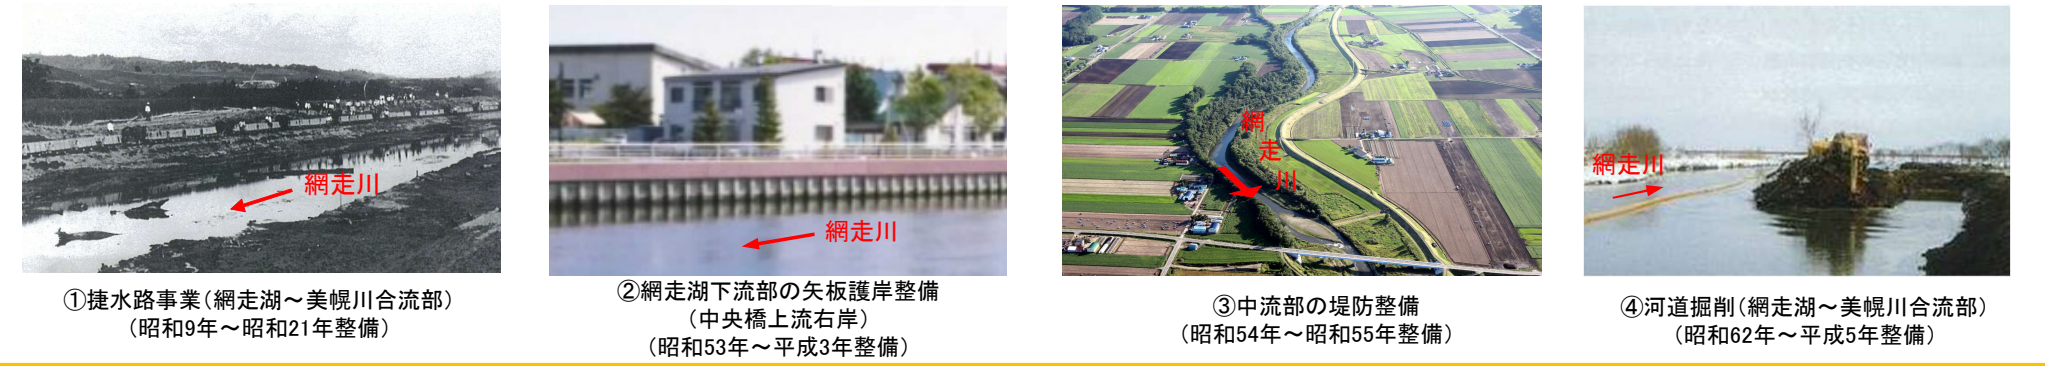 網走川
①捷水路事業(網走湖～美幌川合流部)
(昭和9年～昭和21年整備)
網走川
②網走湖下流部の矢板護岸整備
(中央橋上流右岸)
(昭和53年～平成3年整備)
網走川
③中流部の堤防整備
(昭和54年～昭和55年整備)
網走川
④河道掘削(網走湖～美幌川合流部)
(昭和62年～平成5年整備)